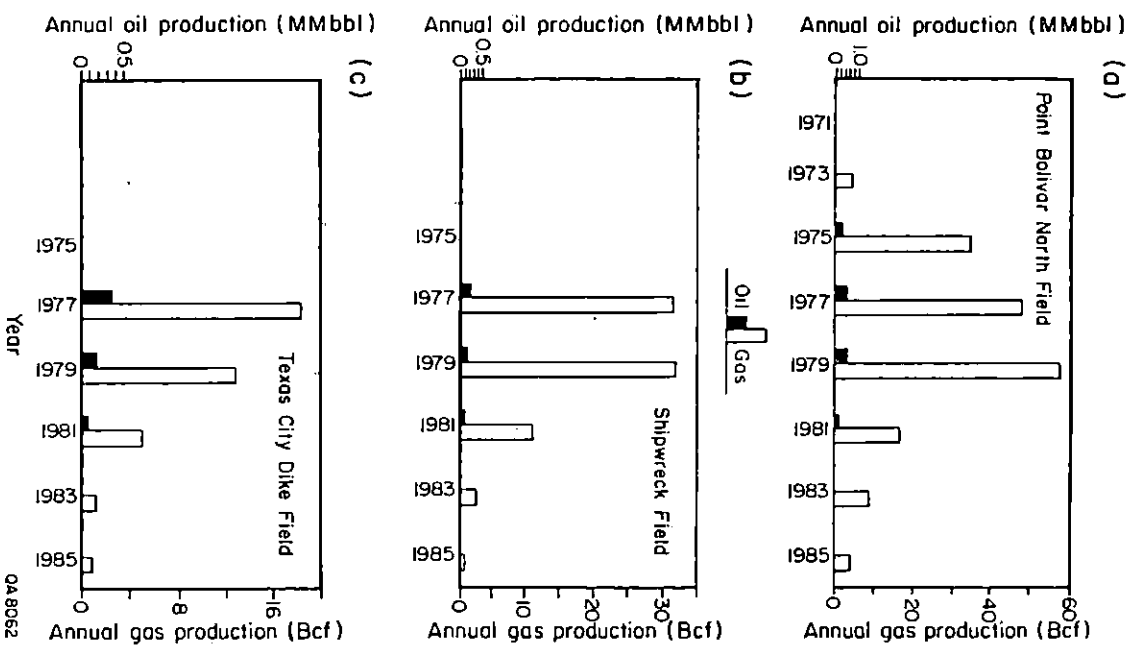 (a)
Annual oil production (MMbbl)
0 1.0
Point Bolivar North Field
1971 1973 1975 1977 1979 1981 1983 1985
0 20 40 60
Annual gas production (Bcf)
Oil Gas
(b)
Annual oil production (MMbbl)
0 0.5
Shipwreck Field
1975 1977 1979 1981 1983 1985
0 10 20 30
Annual gas production (Bcf)
(c)
Annual oil production (MMbbl)
0 0.5
Texas City Dike Field
1975 1977 1979 1981 1983 1985
0 8 16
Annual gas production (Bcf)
Year
QA8062